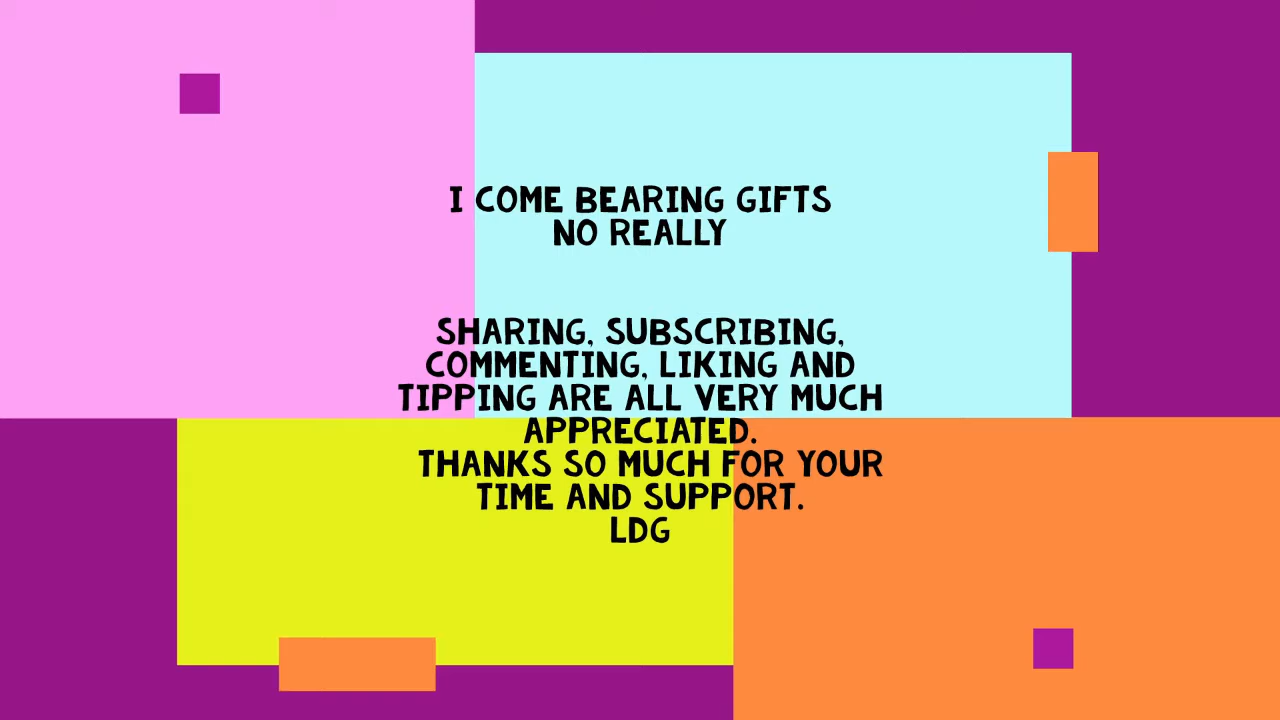 I COME BEARING GIFTS
NO REALLY
SHARING, SUBSCRIBING,
COMMENTING, LIKING AND
TIPPING ARE ALL VERY MUCH
APPRECIATED.
THANKS SO MUCH FOR YOUR
TIME AND SUPPORT.
LDG